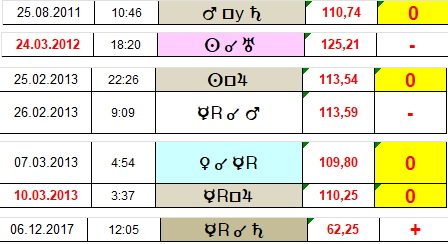 25.08.2011 10:46 ♂ □y ♄ 110,74 0
24.03.2012 18:20 ☉ ☌ ♅ 125,21 -
25.02.2013 22:26 ☉□♃ 113,54 0
26.02.2013 9:09 ☿R ☌ ♂ 113,59 -
07.03.2013 4:54 ♀ ☌ ☿R 109,80 0
10.03.2013 3:37 ☿R□♃ 110,25 0
06.12.2017 12:05 ☿R ☌ ♄ 62,25 +